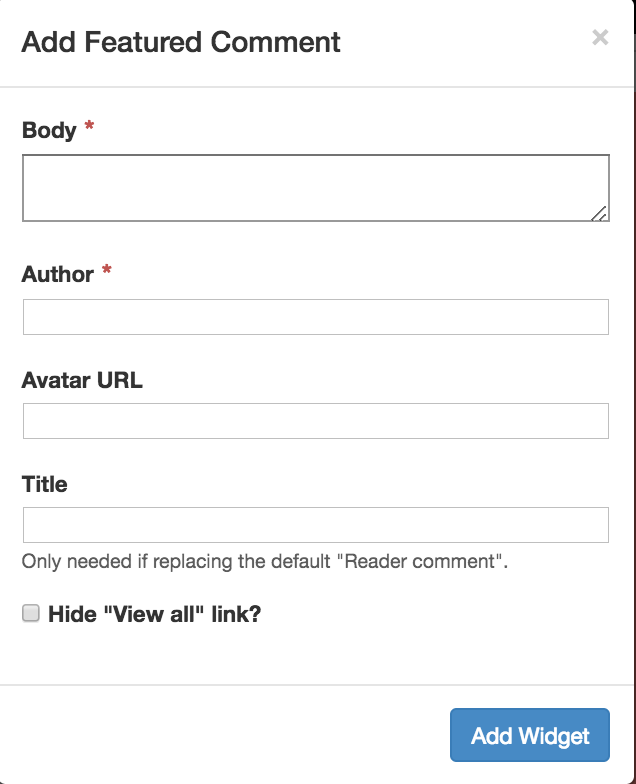 Add Featured Comment ×
Body *
Author *
Avatar URL
Title
Only needed if replacing the default "Reader comment".
Hide "View all" link?
Add Widget